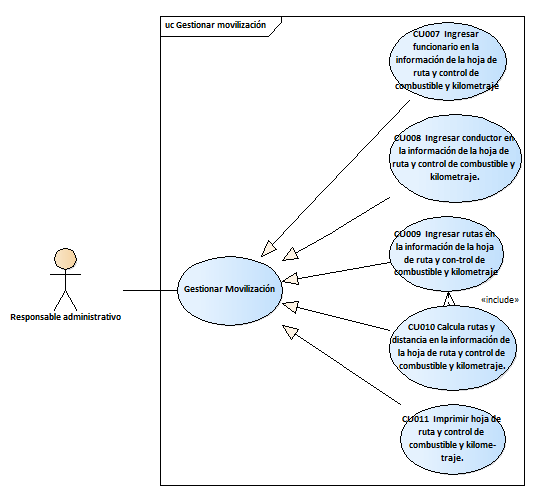 uc Gestionar movilización
CU007 Ingresar
funcionario en la
información de la hoja de
ruta y control de
combustible y kilometraje
CU008 Ingresar conductor en
la información de la hoja de
ruta y control de combustible y
kilometraje.
CU009 Ingresar rutas en
la información de la hoja
de ruta y con-trol de
combustible y kilometraje
«include»
Gestionar Movilización
Responsable administrativo
CU010 Calcula rutas y
distancia en la información de
la hoja de ruta y control de
combustible y kilometraje.
CU011 Imprimir hoja de
ruta y control de
combustible y kilome-
traje.